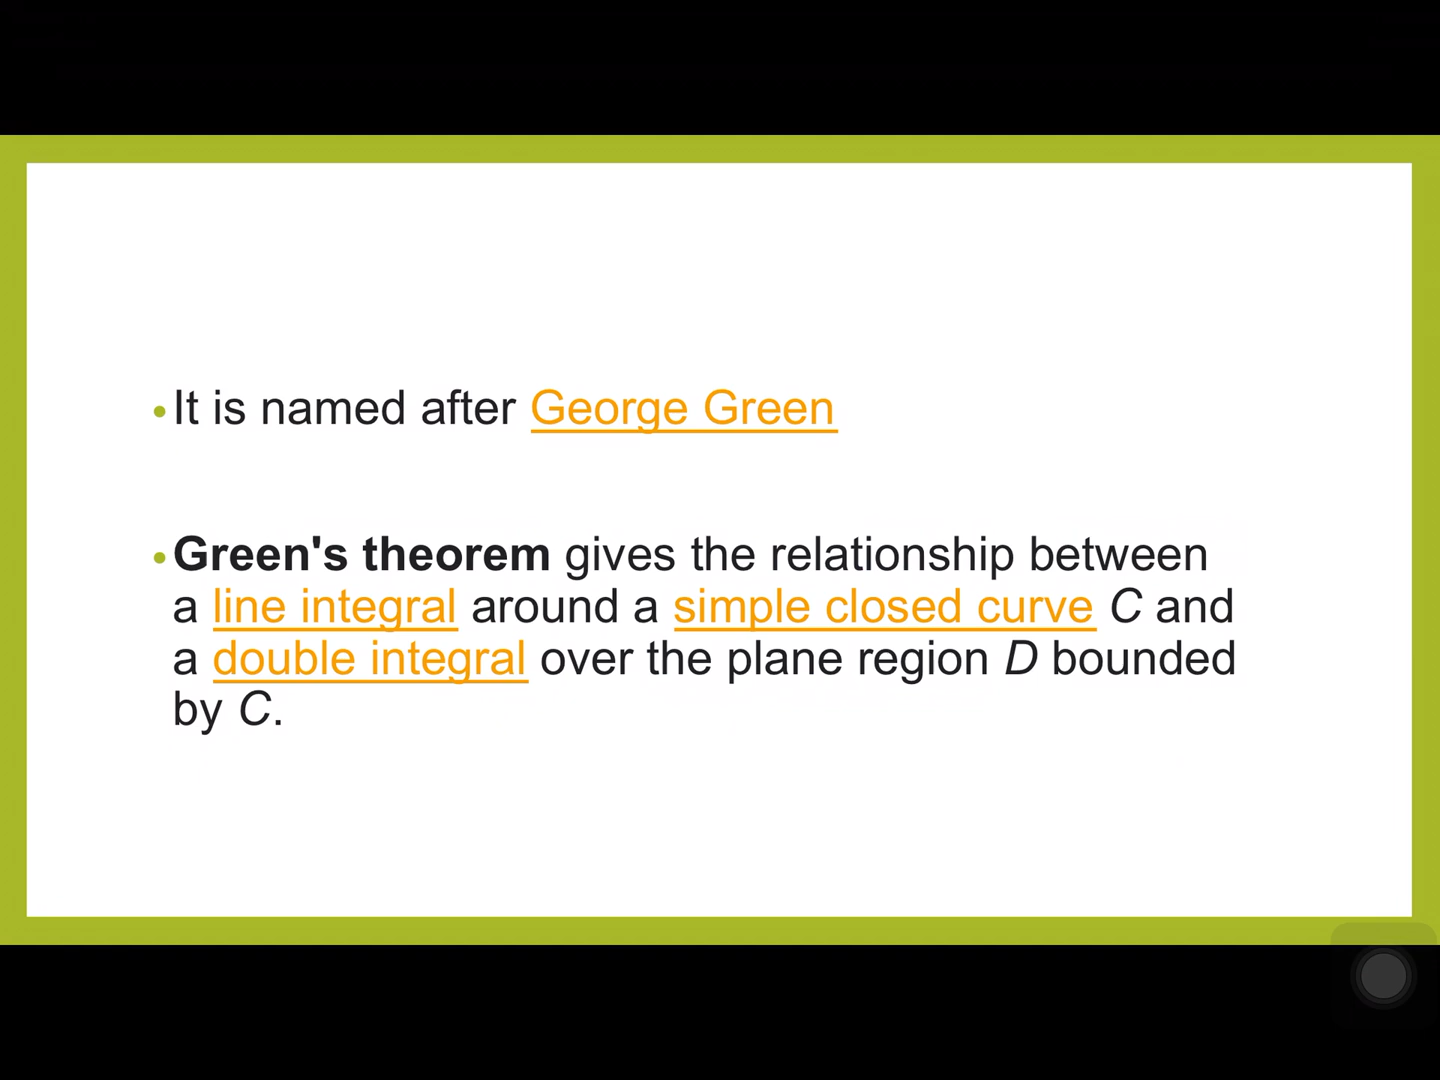 •It is named after George Green
•Green's theorem gives the relationship between
a line integral around a simple closed curve C and
a double integral over the plane region D bounded
by C.